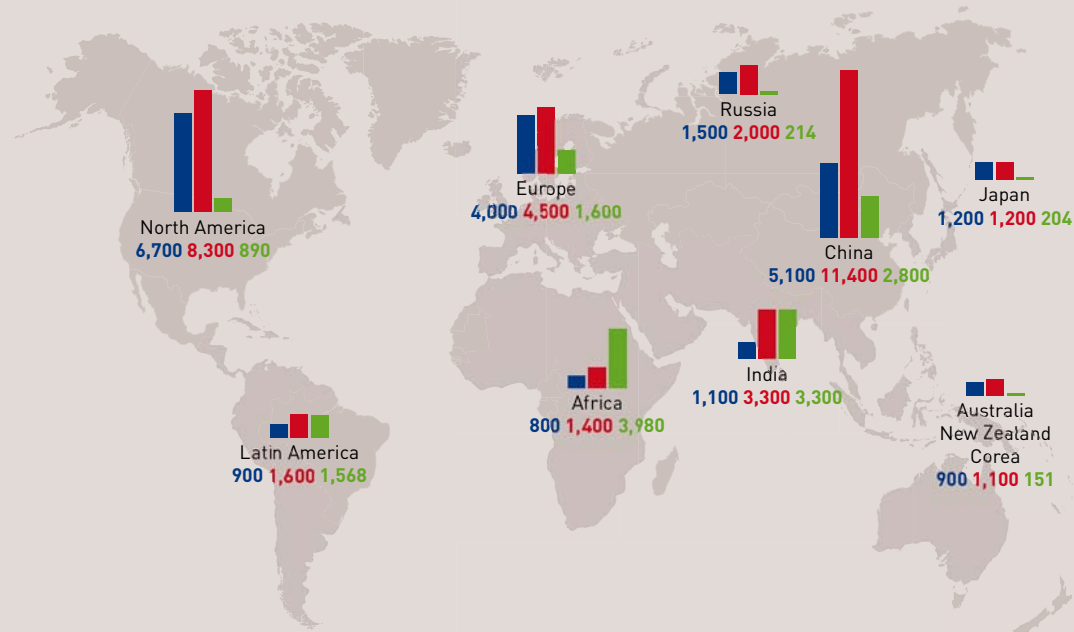 Russia
1,500 2,000 214
Europe
4,000 4,500 1,600
Japan
1,200 1,200 204
North America
6,700 8,300 890
China
5,100 11,400 2,800
India
1,100 3,300 3,300
Africa
800 1,400 3,980
Latin America
900 1,600 1,568
Australia
New Zealand
Corea
900 1,100 151